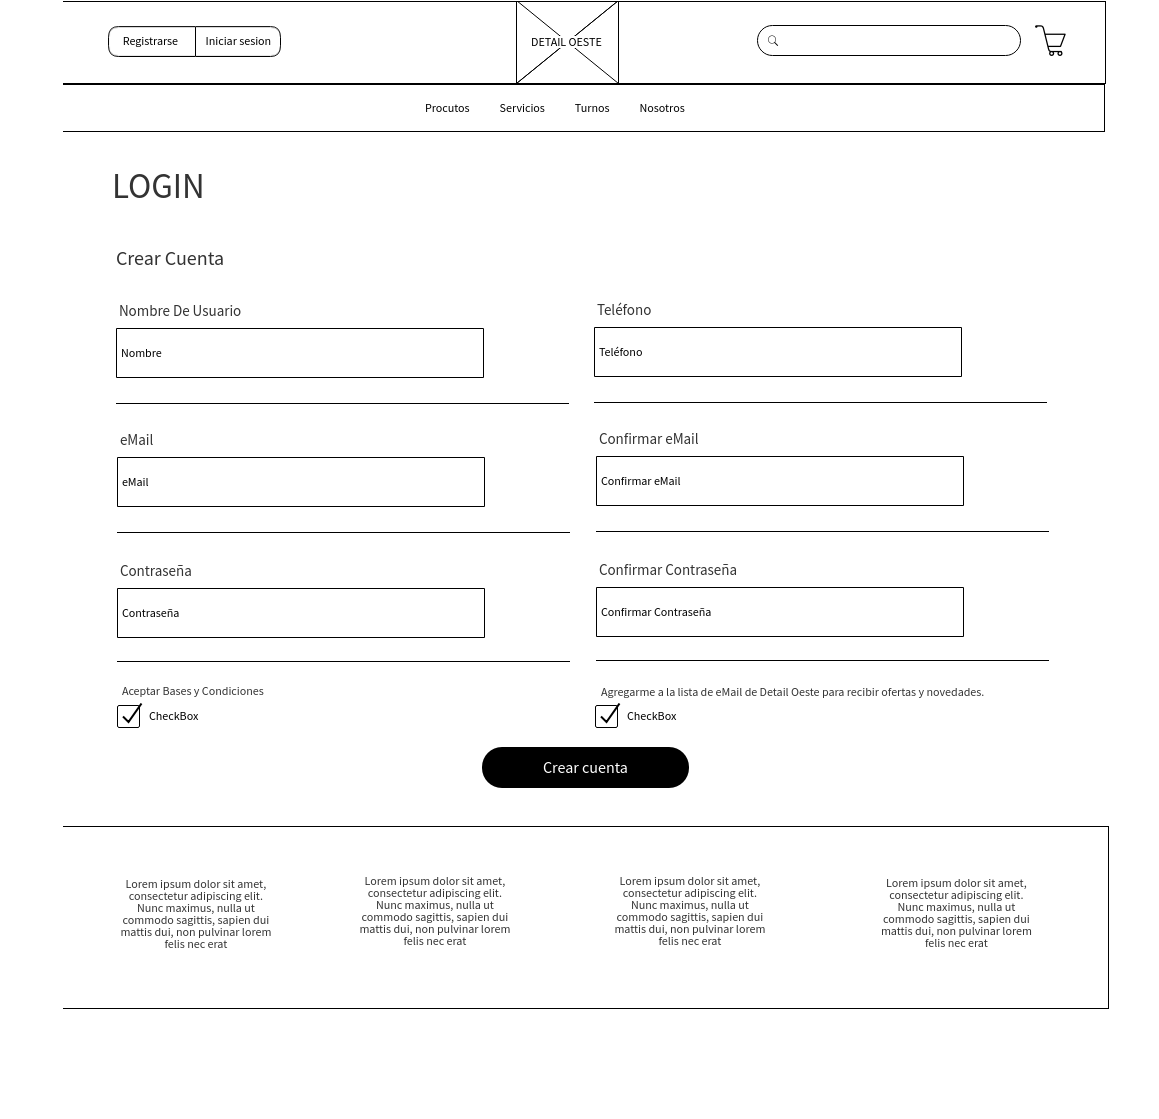 Registrarse
Iniciar sesion
DETAIL OESTE
Procutos
Servicios
Turnos
Nosotros
LOGIN
Crear Cuenta
Nombre De Usuario
Nombre
Teléfono
Teléfono
eMail
eMail
Confirmar eMail
Confirmar eMail
Contraseña
Contraseña
Confirmar Contraseña
Confirmar Contraseña
Aceptar Bases y Condiciones
CheckBox
Agregarme a la lista de eMail de Detail Oeste para recibir ofertas y novedades.
CheckBox
Crear cuenta
Lorem ipsum dolor sit amet,
consectetur adipiscing elit.
Nunc maximus, nulla ut
commodo sagittis, sapien dui
mattis dui, non pulvinar lorem
felis nec erat
Lorem ipsum dolor sit amet,
consectetur adipiscing elit.
Nunc maximus, nulla ut
commodo sagittis, sapien dui
mattis dui, non pulvinar lorem
felis nec erat
Lorem ipsum dolor sit amet,
consectetur adipiscing elit.
Nunc maximus, nulla ut
commodo sagittis, sapien dui
mattis dui, non pulvinar lorem
felis nec erat
Lorem ipsum dolor sit amet,
consectetur adipiscing elit.
Nunc maximus, nulla ut
commodo sagittis, sapien dui
mattis dui, non pulvinar lorem
felis nec erat